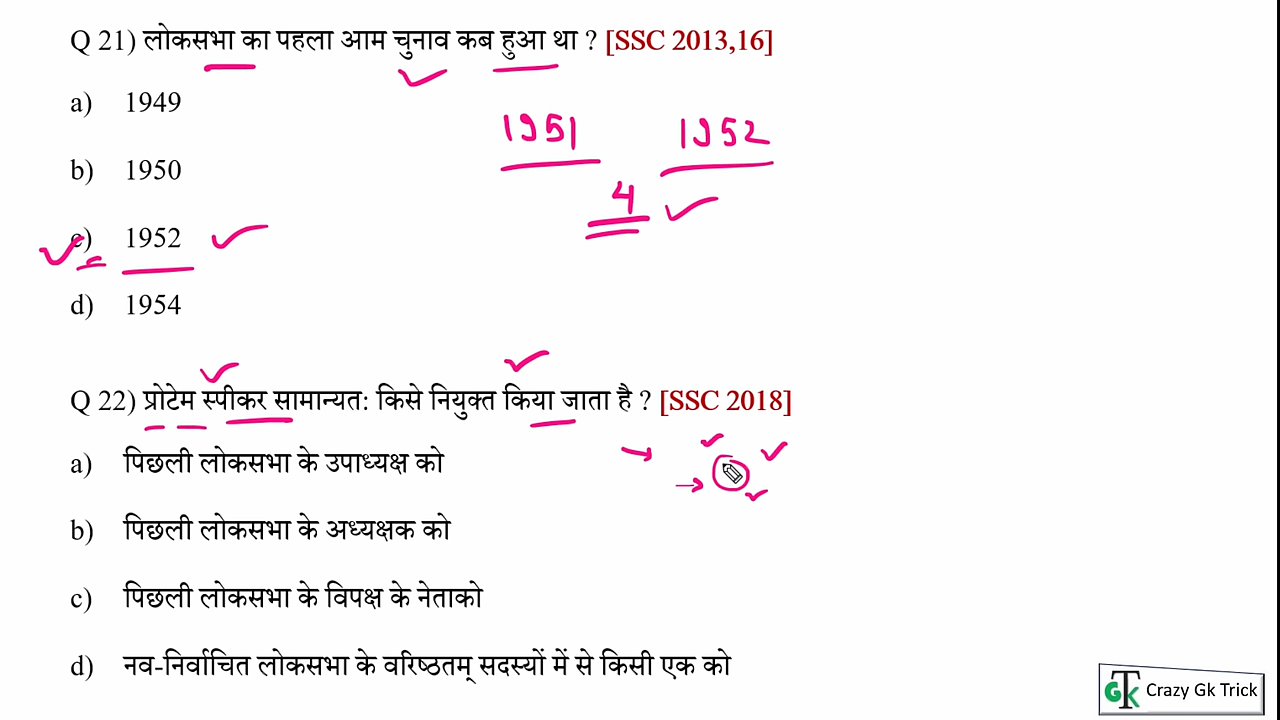 Q 21) लोकसभा का पहला आम चुनाव कब हुआ था ? [SSC 2013,16]
a) 1949
1951 1952
b) 1950
4
c) 1952
d) 1954
Q 22) प्रोटेम स्पीकर सामान्यत: किसे नियुक्त किया जाता है ? [SSC 2018]
a) पिछली लोकसभा के उपाध्यक्ष को
b) पिछली लोकसभा के अध्यक्षक को
c) पिछली लोकसभा के विपक्ष के नेताको
d) नव-निर्वाचित लोकसभा के वरिष्ठतम् सदस्यों में से किसी एक को
GTK Crazy Gk Trick